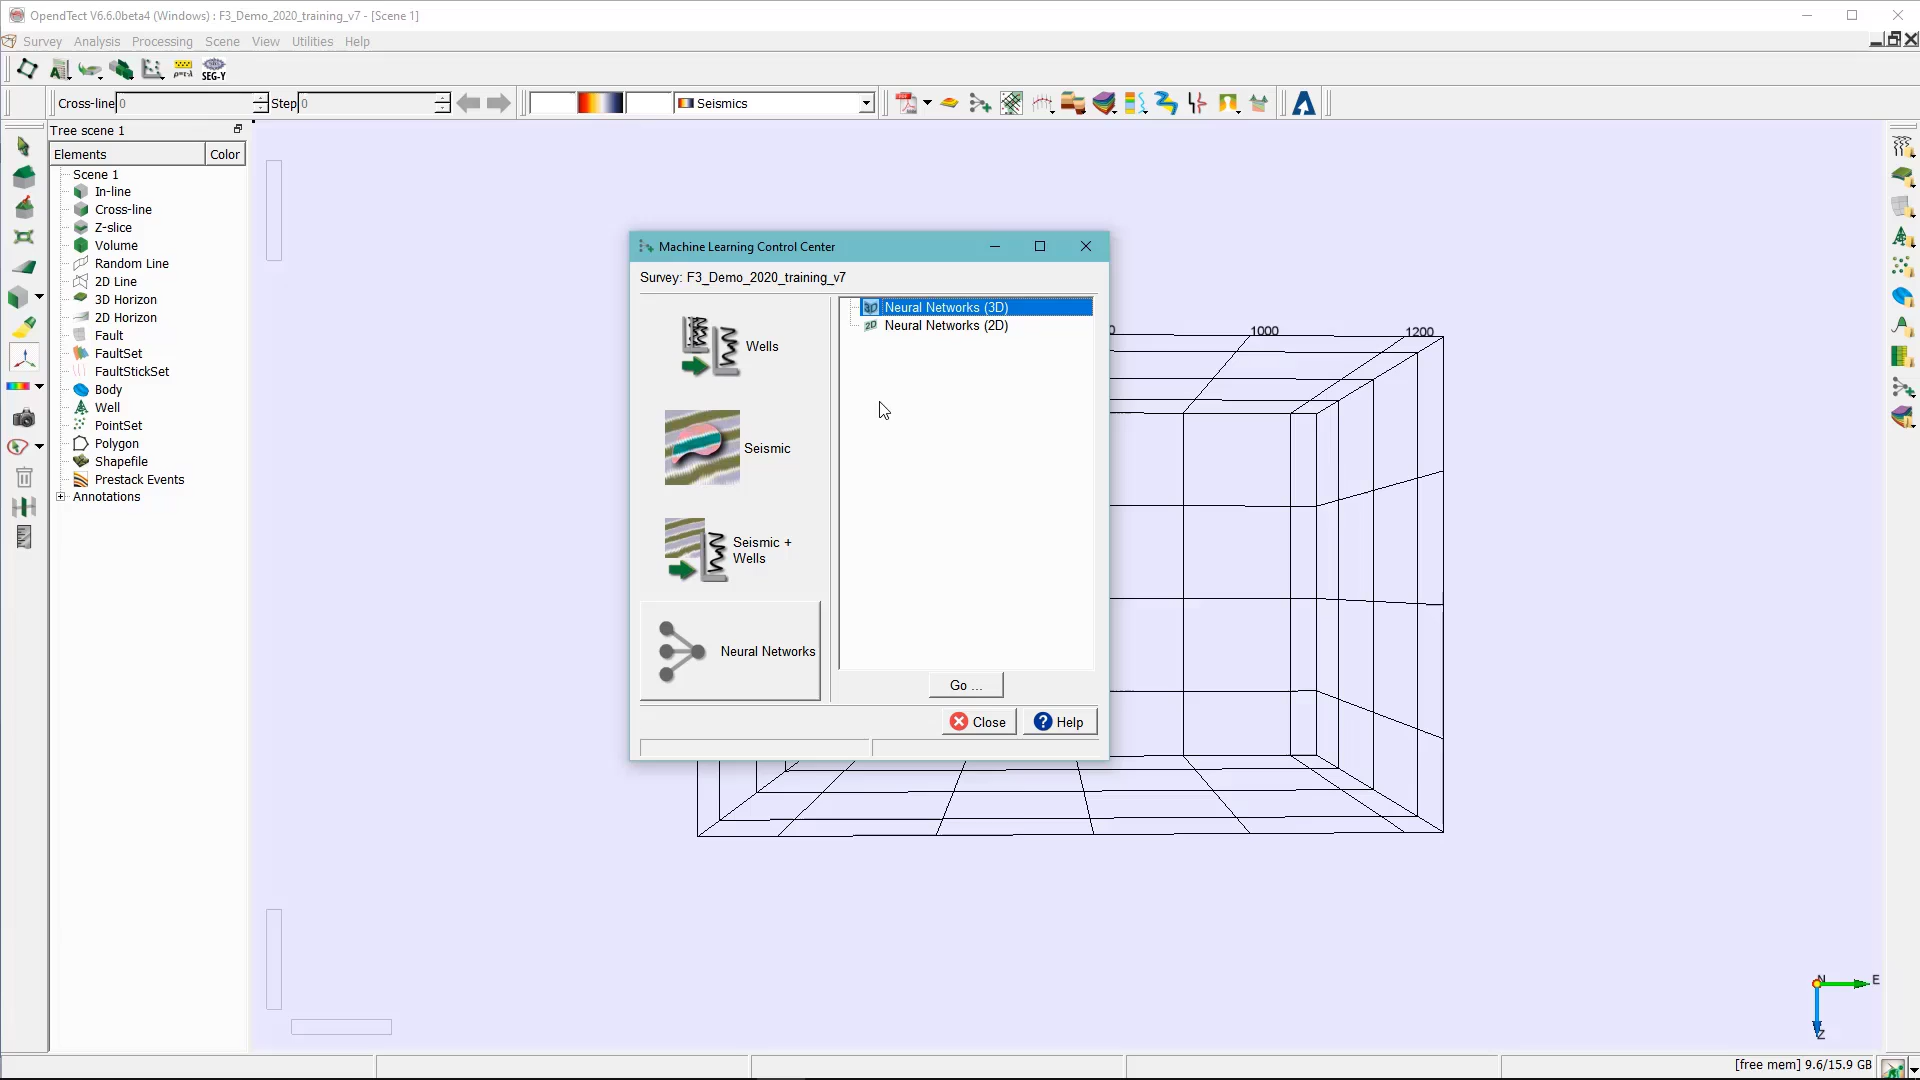 OpendTect V6.6.0beta4 (Windows) : F3_Demo_2020_training_v7 - [Scene 1]
Survey Analysis Processing Scene View Utilities Help
SEG-Y
Cross-line 0 Step 0 Seismics
Tree scene 1
Elements Color
Scene 1
In-line
Cross-line
Z-slice
Volume
Random Line
2D Line
3D Horizon
2D Horizon
Fault
FaultSet
FaultStickSet
Body
Well
PointSet
Polygon
Shapefile
Prestack Events
Annotations
Machine Learning Control Center
Survey: F3_Demo_2020_training_v7
Wells
Seismic
Seismic +
Wells
Neural Networks
3D Neural Networks (3D)
2D Neural Networks (2D)
Go ...
Close Help
0 1000 1200
N E
Z
[free mem] 9.6/15.9 GB